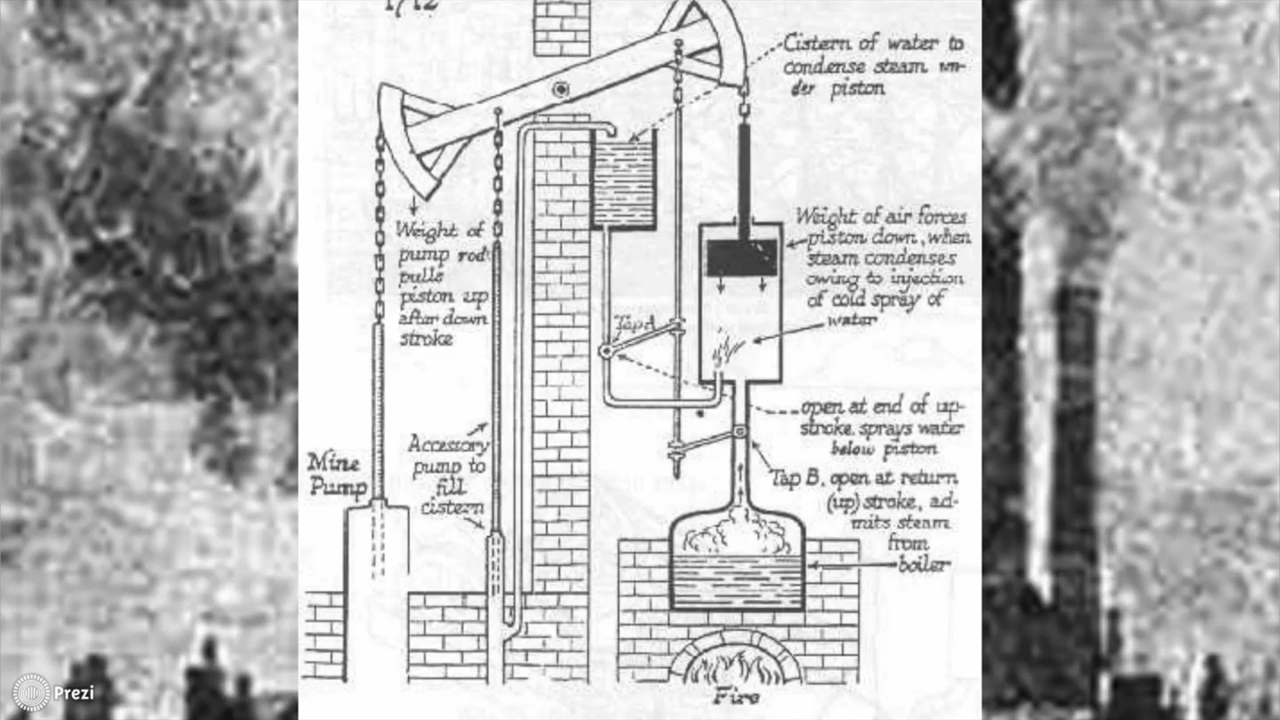 1712
Cistern of water to
condense steam un-
der piston
Weight of
pump rod
pulls
piston up
after down
stroke
Weight of air forces
piston down, when
steam condenses
owing to injection
of cold spray of
water
Tap A
open at end of up-
stroke, sprays water
below piston
Accessory
pump to
fill
cistern
Mine
Pump
Tap B, open at return
(up) stroke, ad-
mits steam
from
boiler
Fire
Prezi